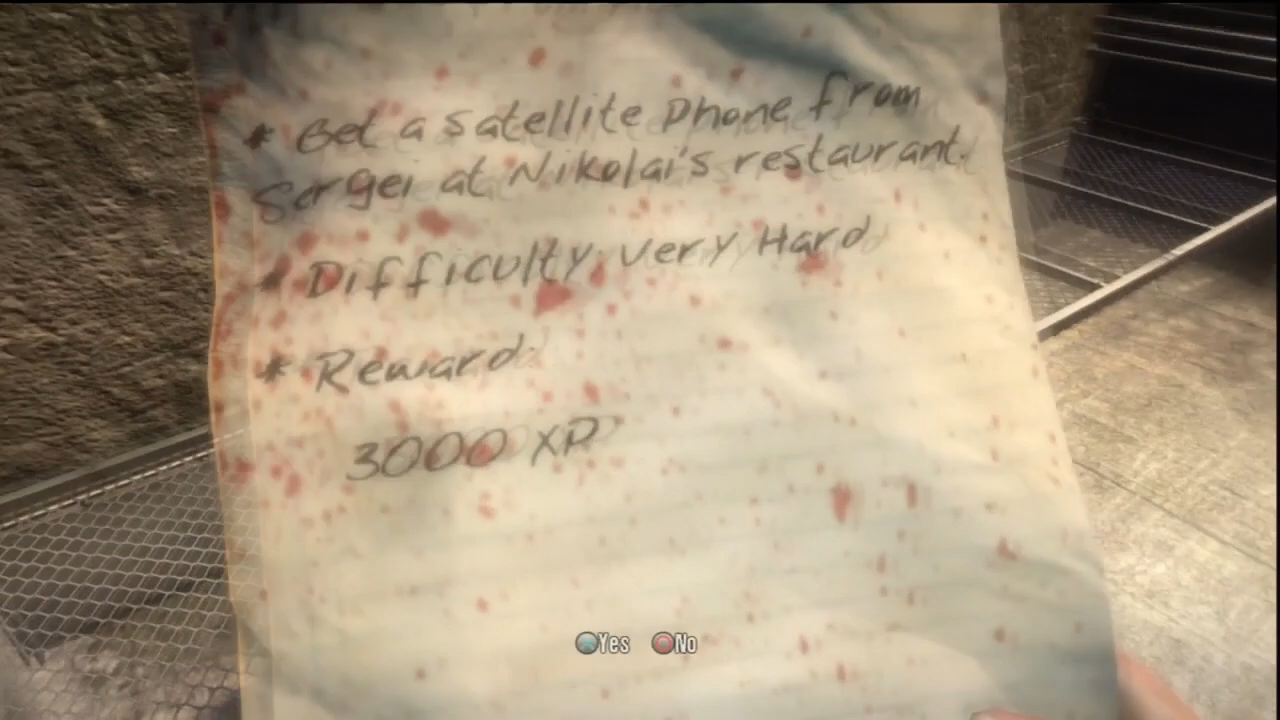 * Get a satellite phone from
Sergei at Nikolai's restaurant.
* Difficulty: Very Hard
* Reward:
3000 XP
Yes No